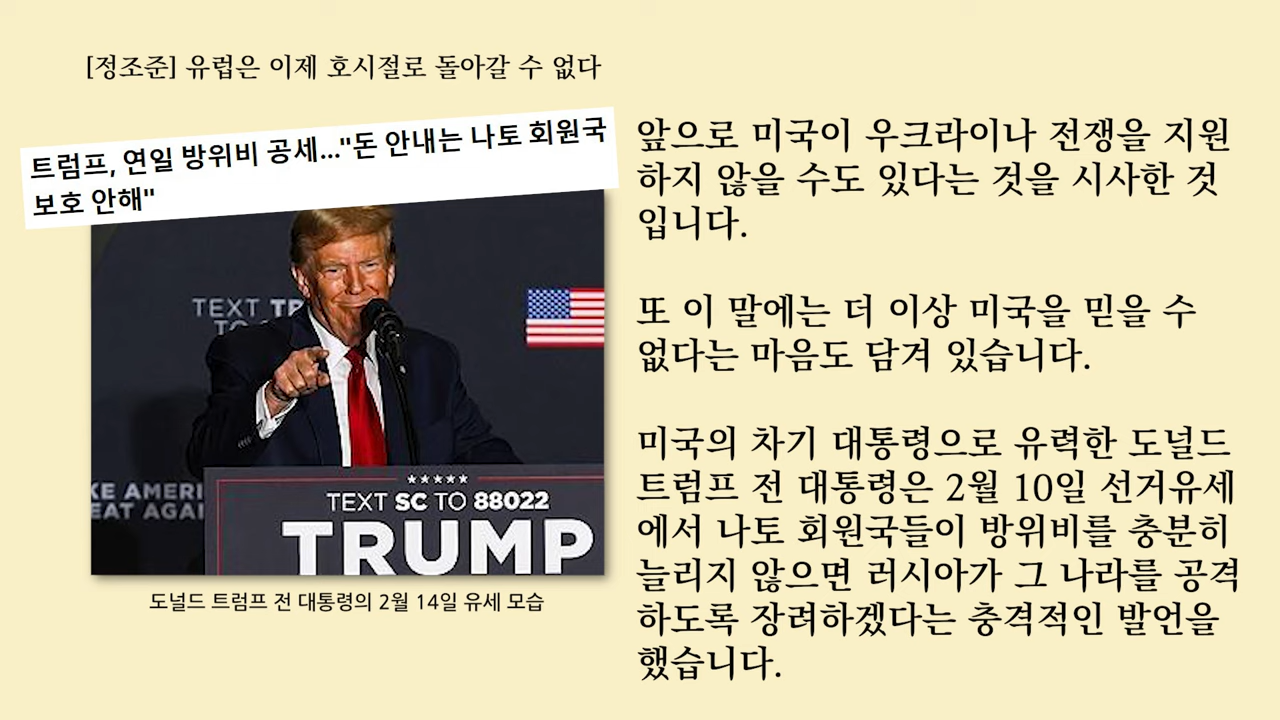 [정조준] 유럽은 이제 호시절로 돌아갈 수 없다
트럼프, 연일 방위비 공세..."돈 안내는 나토 회원국
보호 안해"
TEXT TR
TO
KE AMERI
EAT AGAI
TEXT SC TO 88022
TRUMP
도널드 트럼프 전 대통령의 2월 14일 유세 모습
앞으로 미국이 우크라이나 전쟁을 지원
하지 않을 수도 있다는 것을 시사한 것
입니다.
또 이 말에는 더 이상 미국을 믿을 수
없다는 마음도 담겨 있습니다.
미국의 차기 대통령으로 유력한 도널드
트럼프 전 대통령은 2월 10일 선거유세
에서 나토 회원국들이 방위비를 충분히
늘리지 않으면 러시아가 그 나라를 공격
하도록 장려하겠다는 충격적인 발언을
했습니다.